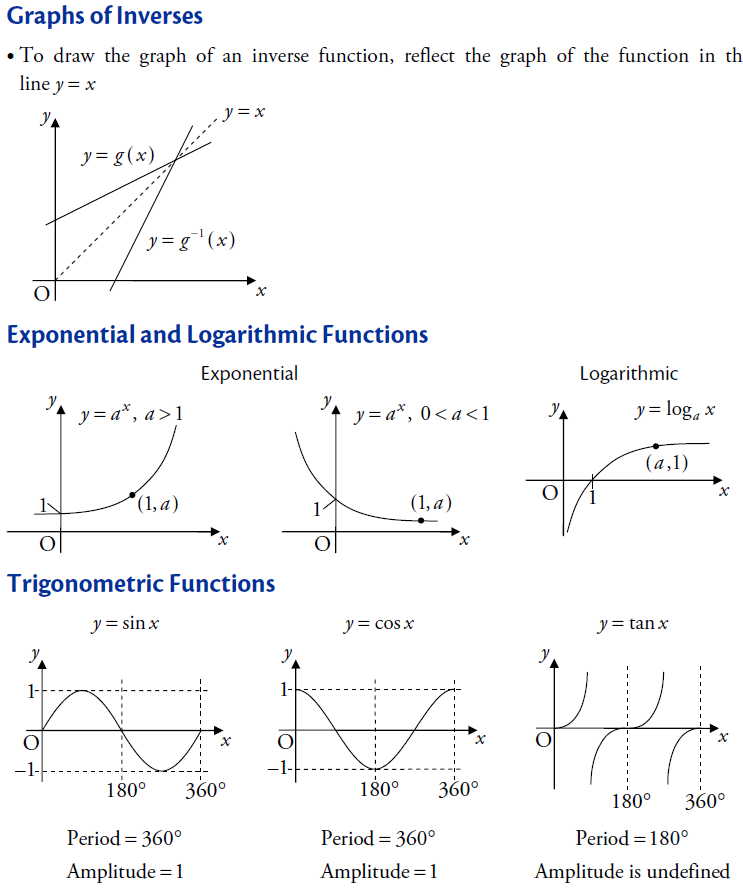 Graphs of Inverses
• To draw the graph of an inverse function, reflect the graph of the function in th
line y = x
y
y = x
y = g(x)
y = g⁻¹(x)
O
x
Exponential and Logarithmic Functions
Exponential
Logarithmic
y
y = aˣ, a > 1
1
(1, a)
O
x
y
y = aˣ, 0 < a < 1
1
(1, a)
O
x
y
y = logₐ x
(a,1)
O
1
x
Trigonometric Functions
y = sin x
y = cos x
y = tan x
y
1
O
x
−1
180°
360°
y
1
O
x
−1
180°
360°
y
O
x
180°
360°
Period = 360°
Period = 360°
Period = 180°
Amplitude = 1
Amplitude = 1
Amplitude is undefined